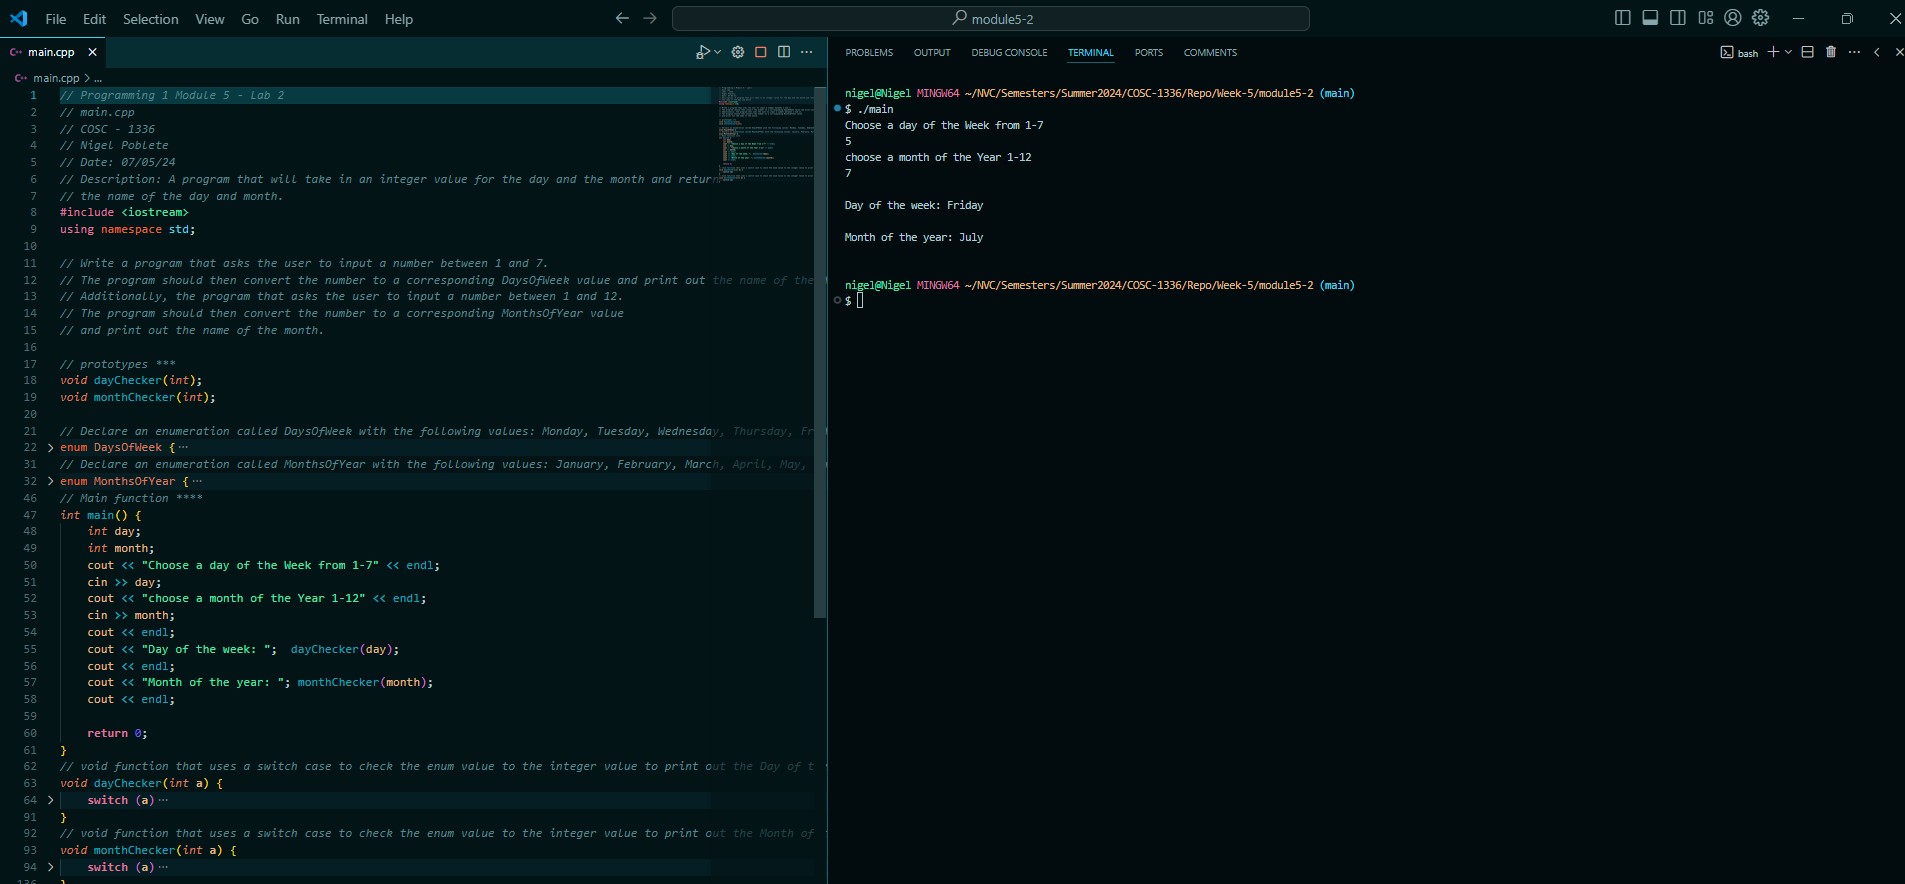 File Edit Selection View Go Run Terminal Help
module5-2
main.cpp
main.cpp > ...
1 // Programming 1 Module 5 - Lab 2
2 // main.cpp
3 // COSC - 1336
4 // Nigel Poblete
5 // Date: 07/05/24
6 // Description: A program that will take in an integer value for the day and the month and retur
7 // the name of the day and month.
8 #include <iostream>
9 using namespace std;
10
11 // Write a program that asks the user to input a number between 1 and 7.
12 // The program should then convert the number to a corresponding DaysOfWeek value and print out the name of the
13 // Additionally, the program that asks the user to input a number between 1 and 12.
14 // The program should then convert the number to a corresponding MonthsOfYear value
15 // and print out the name of the month.
16
17 // prototypes ***
18 void dayChecker(int);
19 void monthChecker(int);
20
21 // Declare an enumeration called DaysOfWeek with the following values: Monday, Tuesday, Wednesday, Thursday, Fr
22 enum DaysOfWeek { ...
31 // Declare an enumeration called MonthsOfYear with the following values: January, February, March, April, May,
32 enum MonthsOfYear { ...
46 // Main function ****
47 int main() {
48 int day;
49 int month;
50 cout << "Choose a day of the Week from 1-7" << endl;
51 cin >> day;
52 cout << "choose a month of the Year 1-12" << endl;
53 cin >> month;
54 cout << endl;
55 cout << "Day of the week: "; dayChecker(day);
56 cout << endl;
57 cout << "Month of the year: "; monthChecker(month);
58 cout << endl;
59
60 return 0;
61 }
62 // void function that uses a switch case to check the enum value to the integer value to print out the Day of t
63 void dayChecker(int a) {
64 switch (a) ...
91 }
92 // void function that uses a switch case to check the enum value to the integer value to print out the Month of
93 void monthChecker(int a) {
94 switch (a) ...
136 }
PROBLEMS OUTPUT DEBUG CONSOLE TERMINAL PORTS COMMENTS
bash
nigel@Nigel MINGW64 ~/NVC/Semesters/Summer2024/COSC-1336/Repo/Week-5/module5-2 (main)
$ ./main
Choose a day of the Week from 1-7
5
choose a month of the Year 1-12
7
Day of the week: Friday
Month of the year: July
nigel@Nigel MINGW64 ~/NVC/Semesters/Summer2024/COSC-1336/Repo/Week-5/module5-2 (main)
$